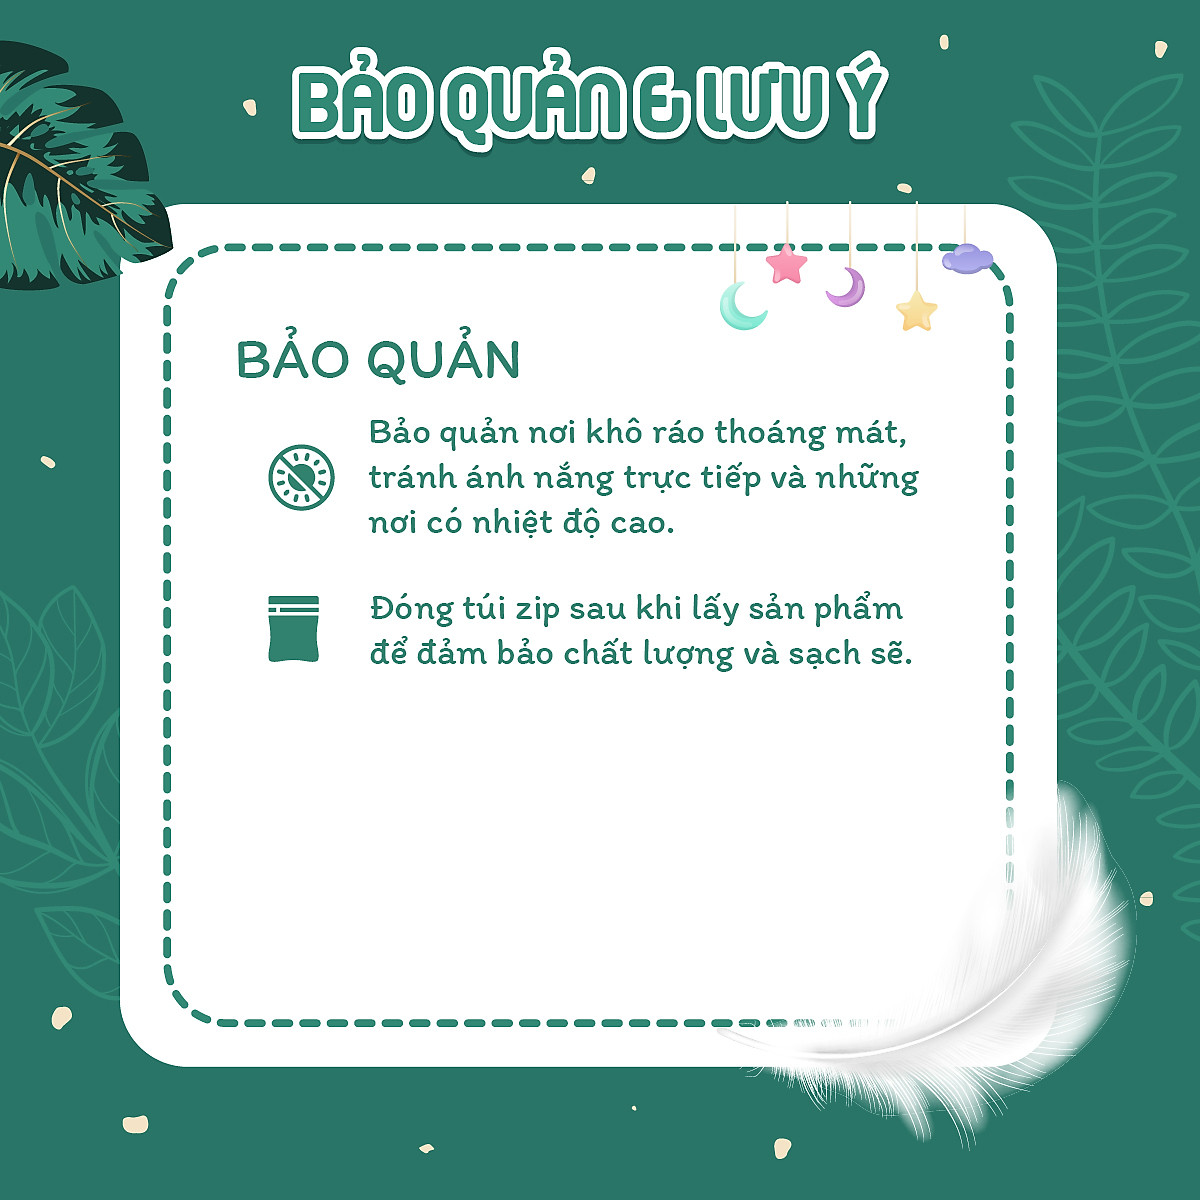 BẢO QUẢN & LƯU Ý
BẢO QUẢN
Bảo quản nơi khô ráo thoáng mát,
tránh ánh nắng trực tiếp và những
nơi có nhiệt độ cao.
Đóng túi zip sau khi lấy sản phẩm
để đảm bảo chất lượng và sạch sẽ.